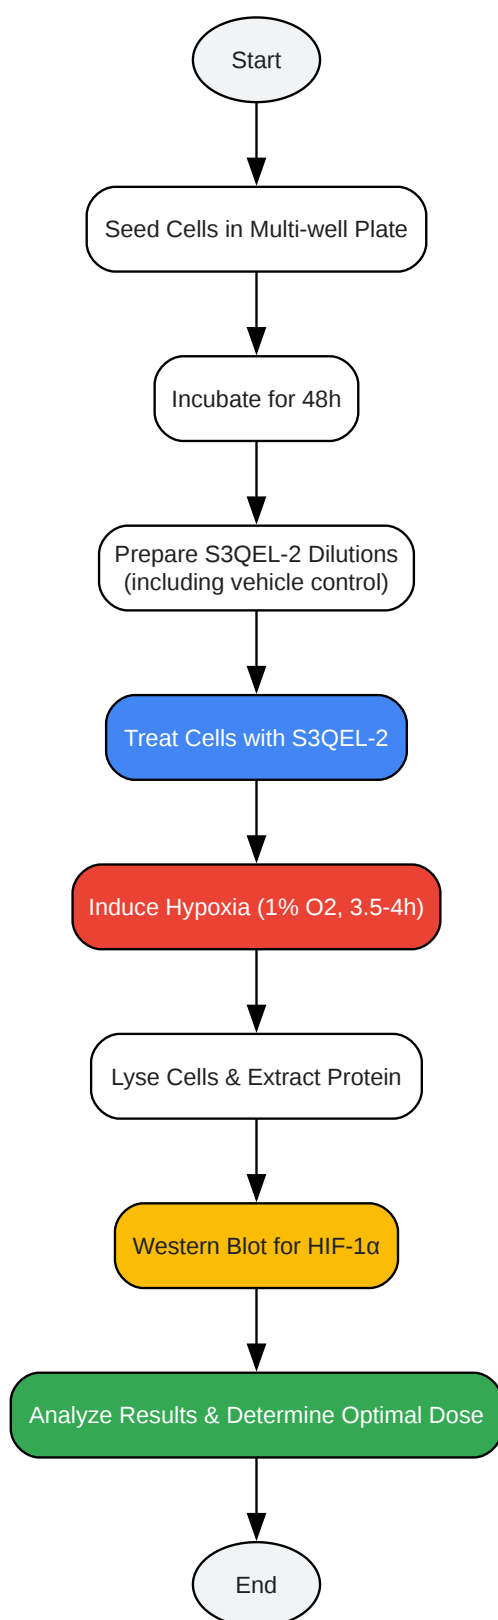 Start
Seed Cells in Multi-well Plate
Incubate for 48h
Prepare S3QEL-2 Dilutions
(including vehicle control)
Treat Cells with S3QEL-2
Induce Hypoxia (1% O2, 3.5-4h)
Lyse Cells & Extract Protein
Western Blot for HIF-1α
Analyze Results & Determine Optimal Dose
End